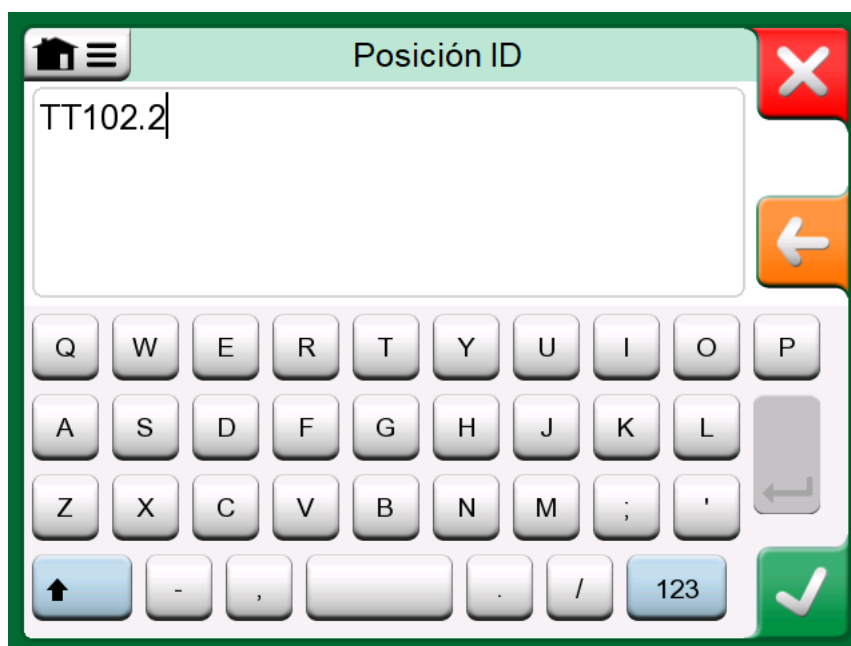 Posición ID
TT102.2
Q W E R T Y U I O P
A S D F G H J K L
Z X C V B N M ; '
- , . / 123